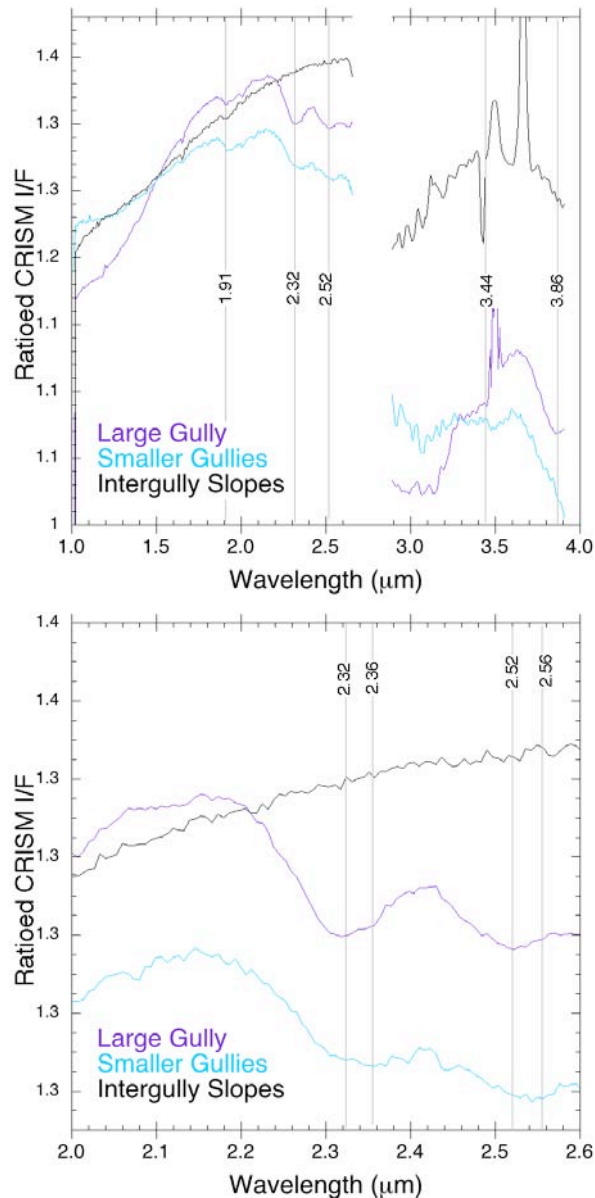 1.4
1.3
1.3
1.2
1.1
1.1
1.1
1
Ratioed CRISM I/F
1.91
2.32
2.52
3.44
3.86
Large Gully
Smaller Gullies
Intergully Slopes
1.0 1.5 2.0 2.5 3.0 3.5 4.0
Wavelength (μm)
1.4
1.4
1.3
1.3
1.3
1.3
1.3
Ratioed CRISM I/F
2.32
2.36
2.52
2.56
Large Gully
Smaller Gullies
Intergully Slopes
2.0 2.1 2.2 2.3 2.4 2.5 2.6
Wavelength (μm)